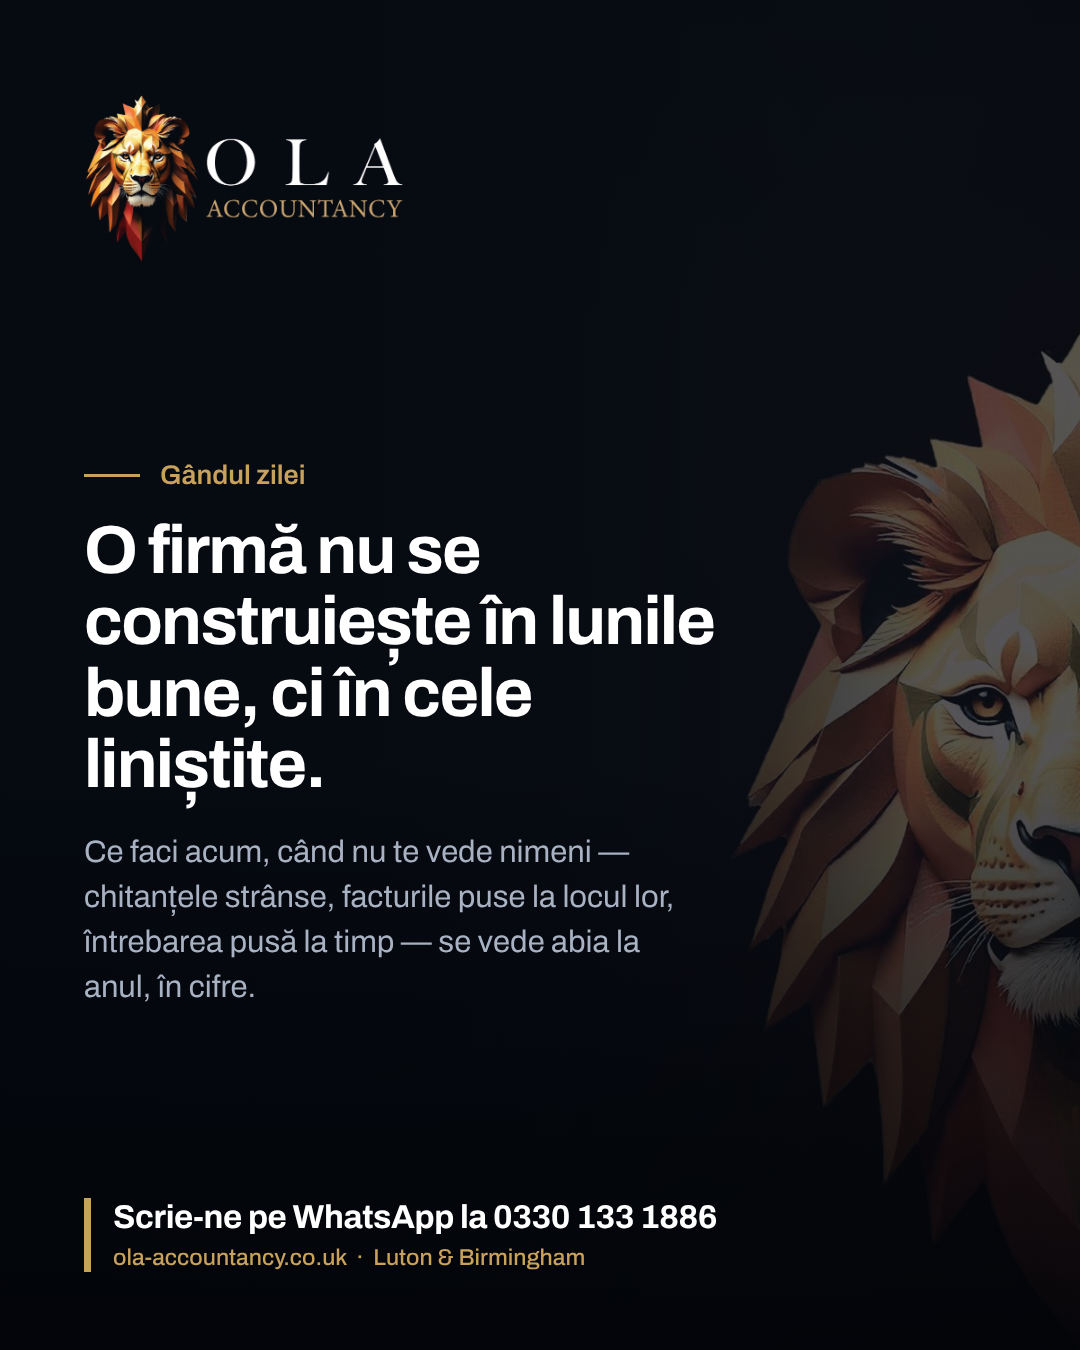 OLA
ACCOUNTANCY
Gândul zilei
O firmă nu se
construiește în lunile
bune, ci în cele
liniștite.
Ce faci acum, când nu te vede nimeni —
chitanțele strânse, facturile puse la locul lor,
întrebarea pusă la timp — se vede abia la
anul, în cifre.
Scrie-ne pe WhatsApp la 0330 133 1886
ola-accountancy.co.uk · Luton & Birmingham